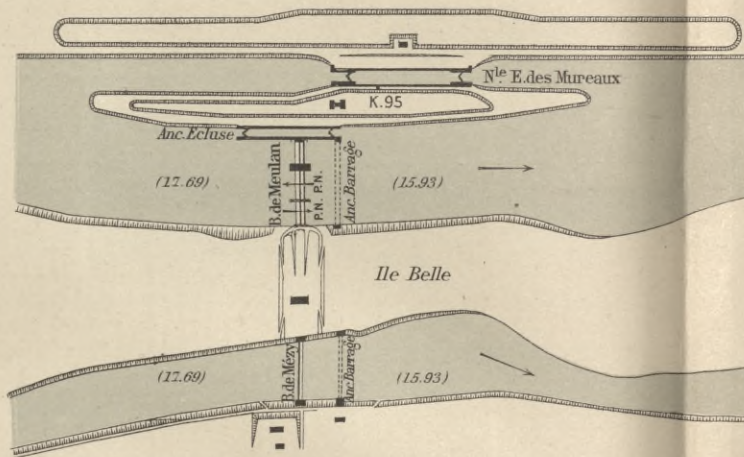 Nle E. des Mureaux
K.95
Anc. Ecluse
(17.69)
B. de Meulan
P.N.
P.N.
Anc. Barrage
(15.93)
Ile Belle
(17.69)
B. de Mézy
Anc. Barrage
(15.93)